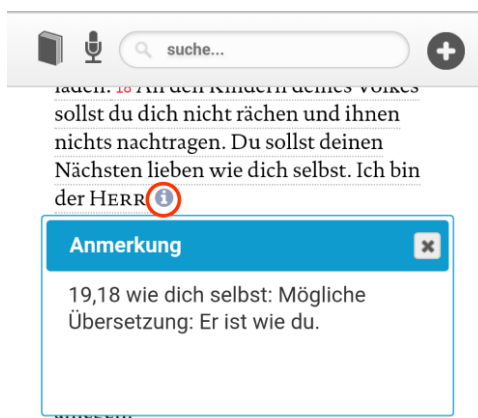 suche...
laden. 18 An den Kindern deines Volkes
sollst du dich nicht rächen und ihnen
nichts nachtragen. Du sollst deinen
Nächsten lieben wie dich selbst. Ich bin
der HERR
Anmerkung
19,18 wie dich selbst: Mögliche
Übersetzung: Er ist wie du.